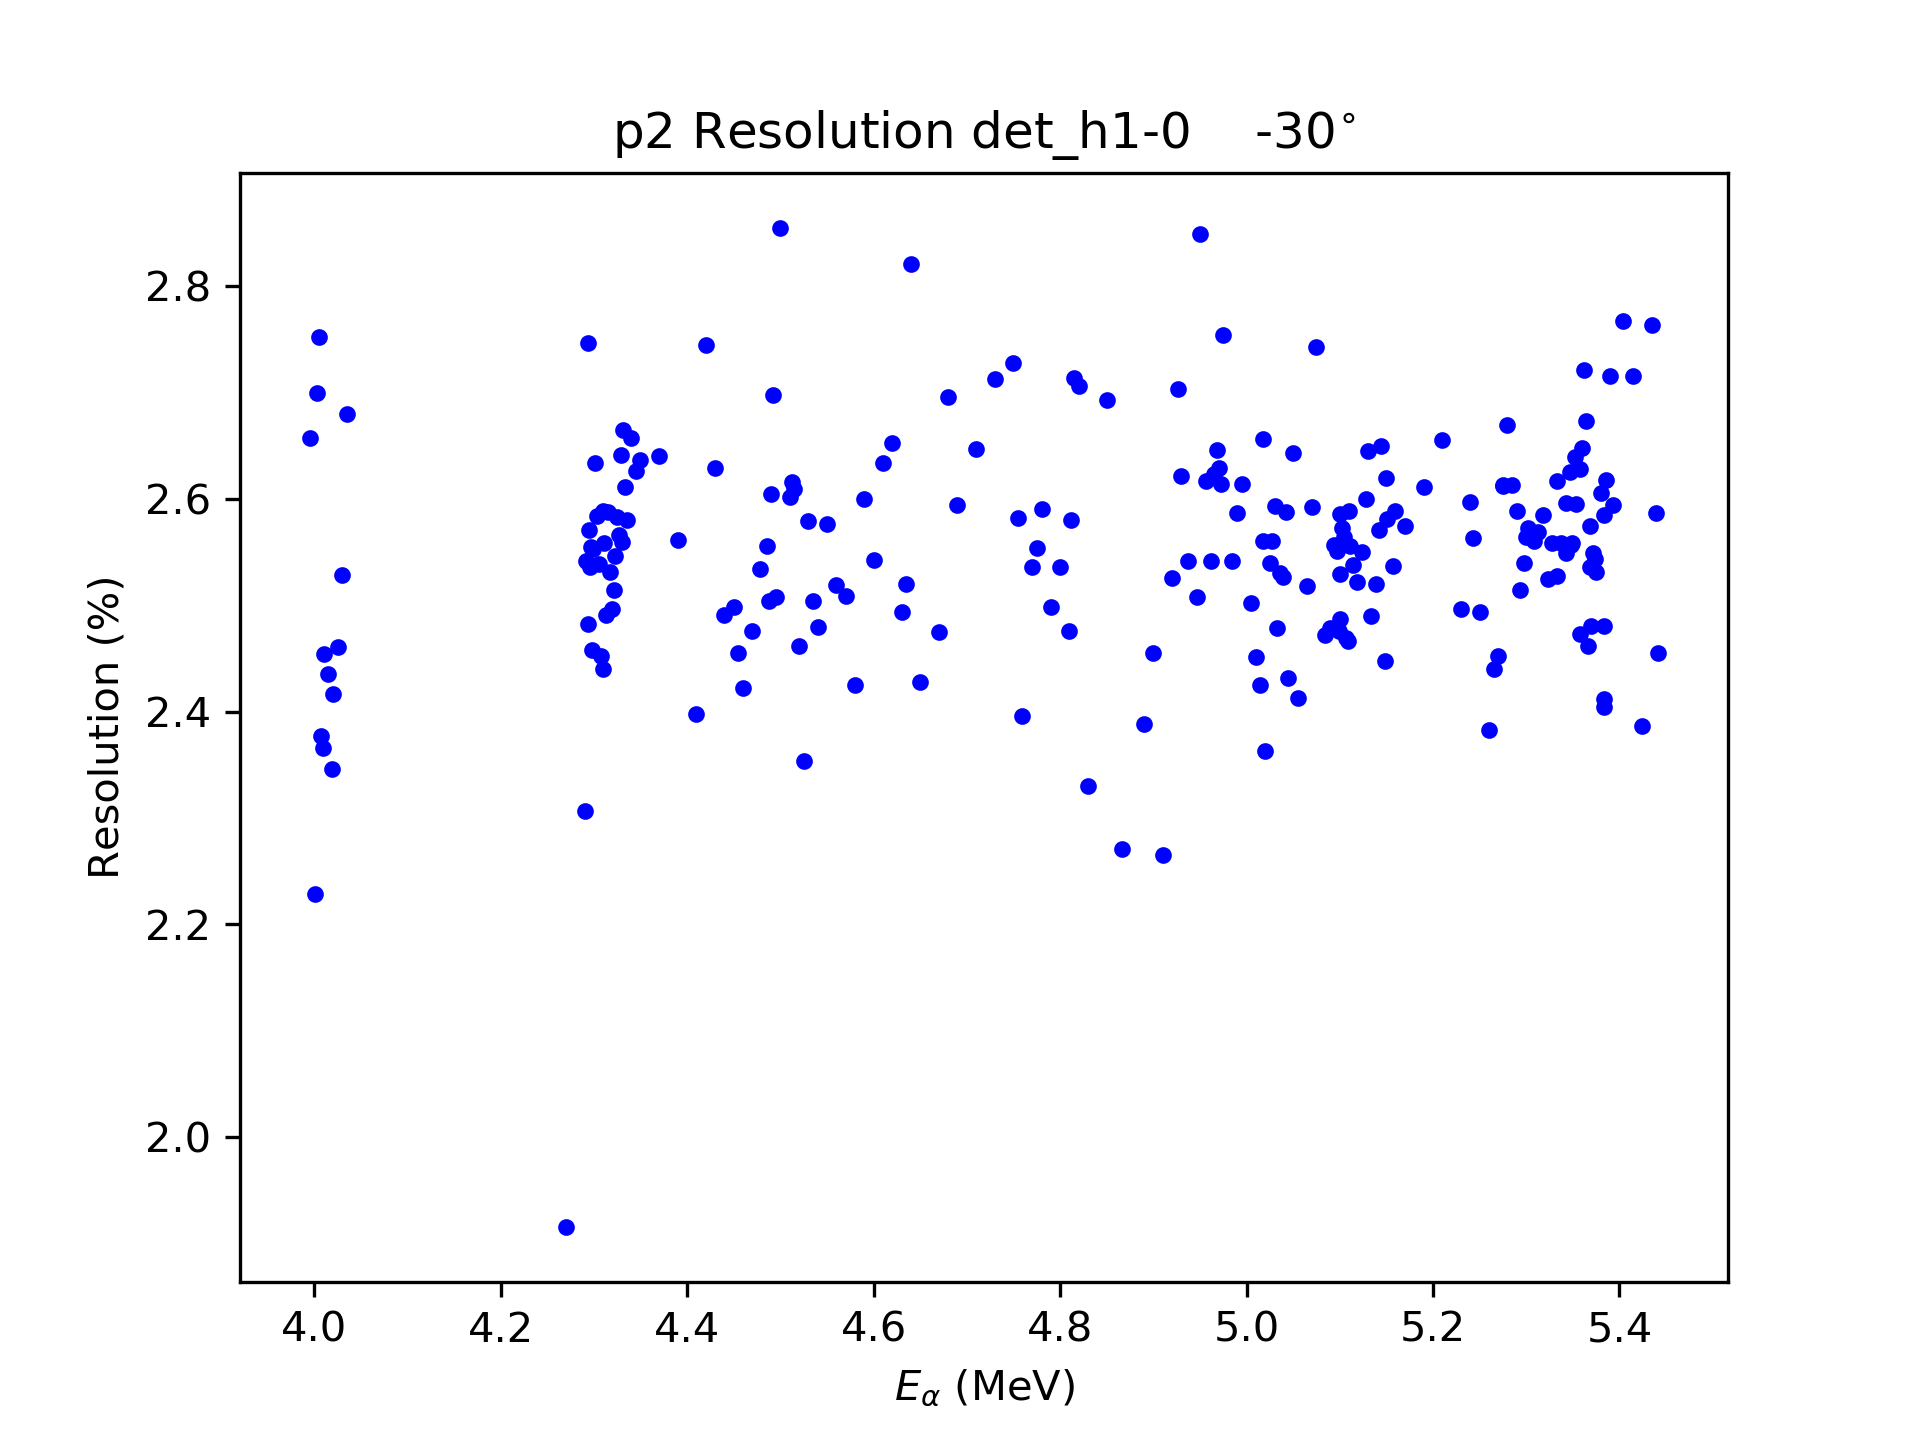 p2 Resolution det_h1-0 -30°
Resolution (%)
2.8
2.6
2.4
2.2
2.0
4.0 4.2 4.4 4.6 4.8 5.0 5.2 5.4
Eα (MeV)